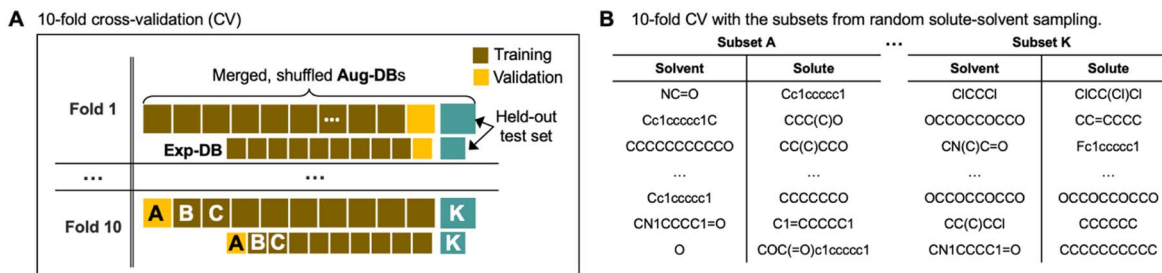 A 10-fold cross-validation (CV)
Training
Validation
Merged, shuffled Aug-DBs
Fold 1
...
Held-out
test set
Exp-DB
... ...
Fold 10
A B C K
A B C K
B 10-fold CV with the subsets from random solute-solvent sampling.
Subset A ... Subset K
Solvent Solute Solvent Solute
NC=O Cc1ccccc1 ClCCCl ClCC(Cl)Cl
Cc1ccccc1C CCC(C)O OCCOCCOCCO CC=CCCC
CCCCCCCCCCCO CC(C)CCO CN(C)C=O Fc1ccccc1
... ... ... ...
Cc1ccccc1 CCCCCCO OCCOCCOCCO OCCOCCOCCO
CN1CCCC1=O C1=CCCCC1 CC(C)CCl CCCCCC
O COC(=O)c1ccccc1 CN1CCCC1=O CCCCCCCCCC